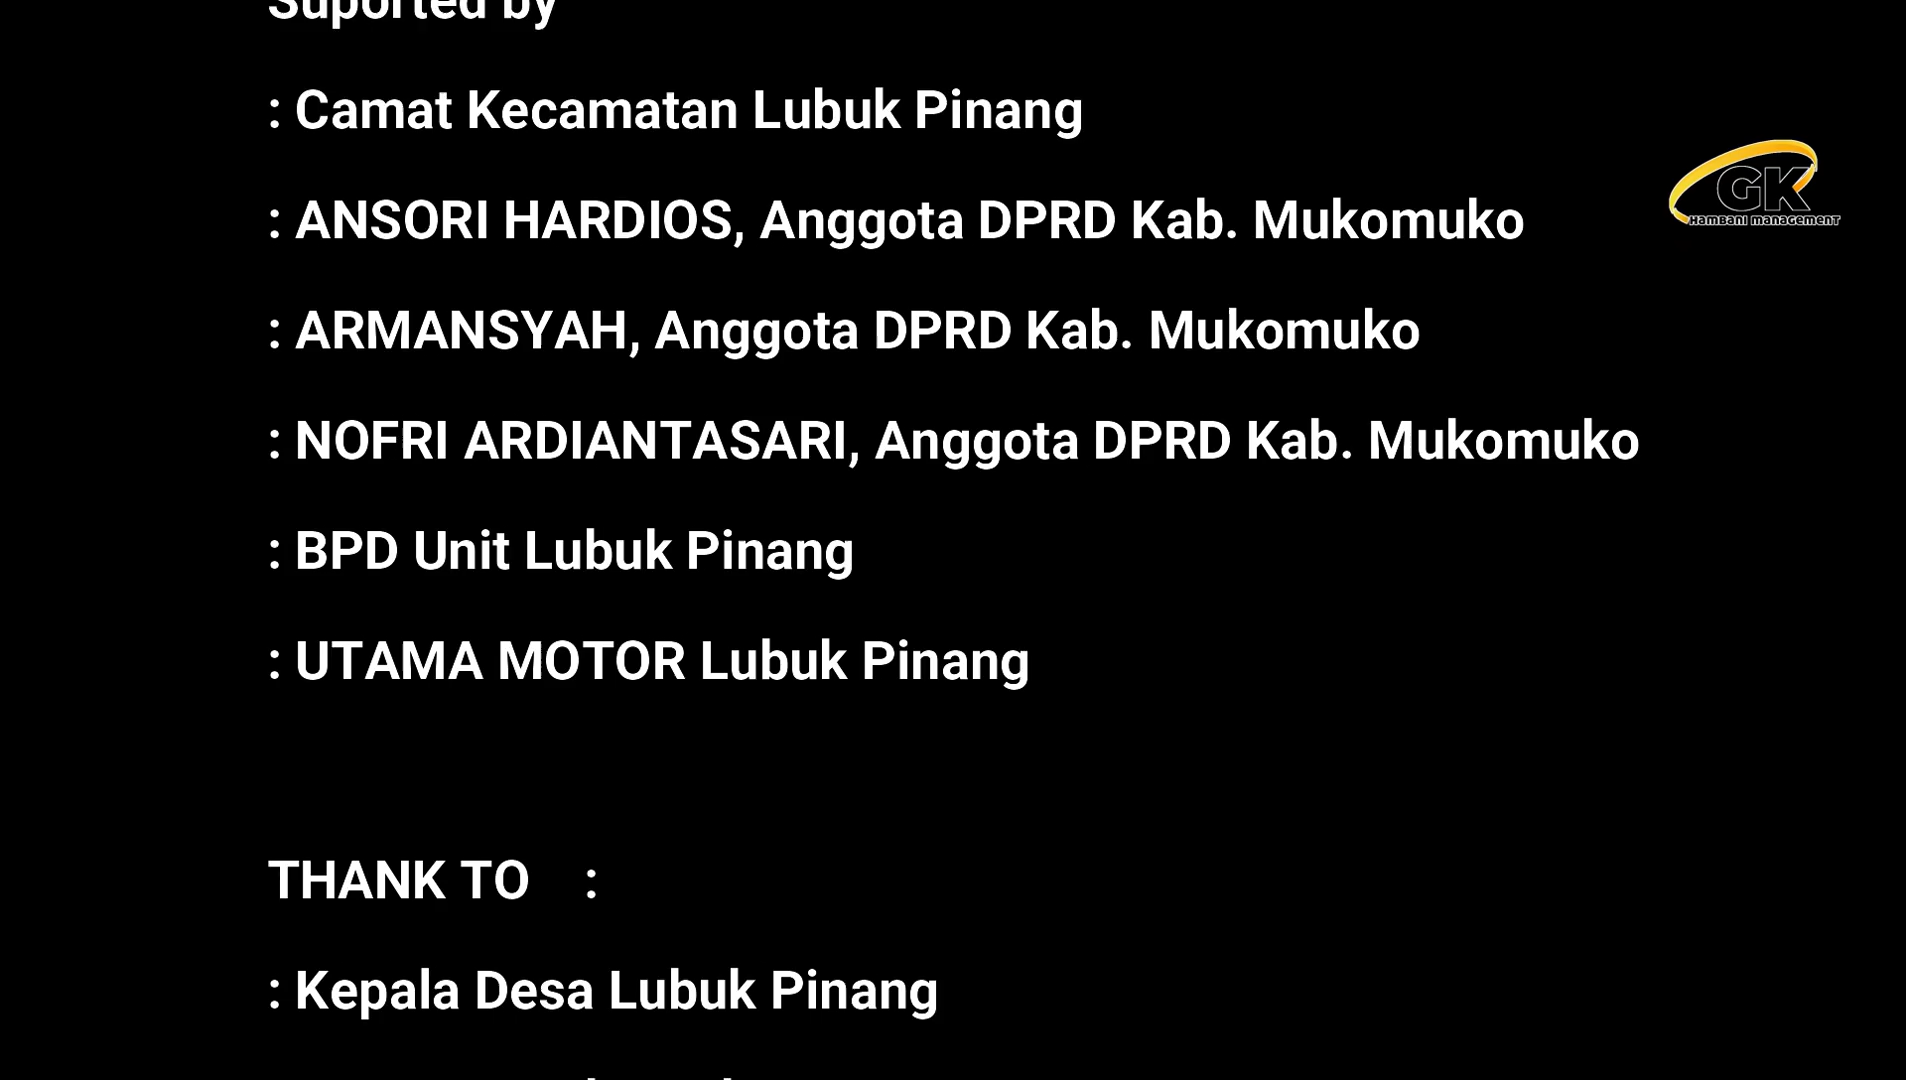 Suported by
: Camat Kecamatan Lubuk Pinang
: ANSORI HARDIOS, Anggota DPRD Kab. Mukomuko
GK
HAMBANI MANAGEMENT
: ARMANSYAH, Anggota DPRD Kab. Mukomuko
: NOFRI ARDIANTASARI, Anggota DPRD Kab. Mukomuko
: BPD Unit Lubuk Pinang
: UTAMA MOTOR Lubuk Pinang
THANK TO :
: Kepala Desa Lubuk Pinang